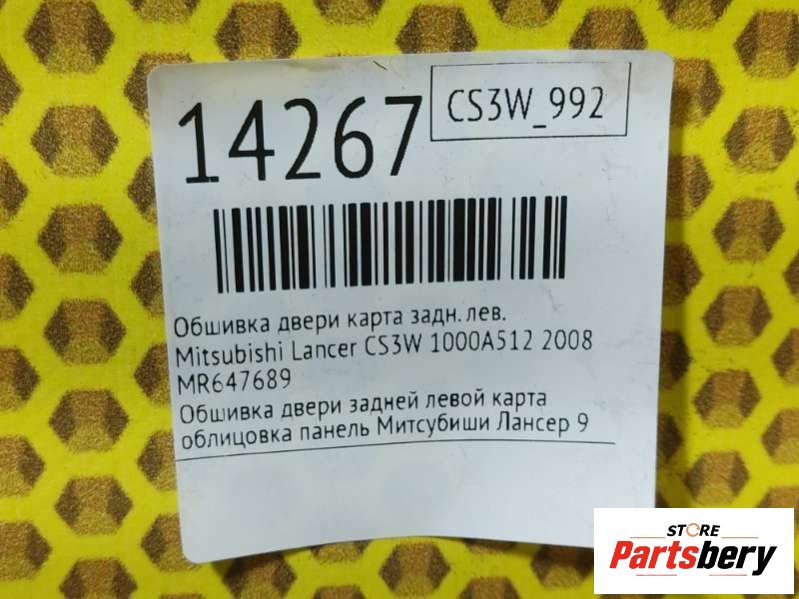 14267
CS3W_992
Обшивка двери карта задн. лев.
Mitsubishi Lancer CS3W 1000A512 2008
MR647689
Обшивка двери задней левой карта
облицовка панель Митсубиши Лансер 9
STORE
Partsbery